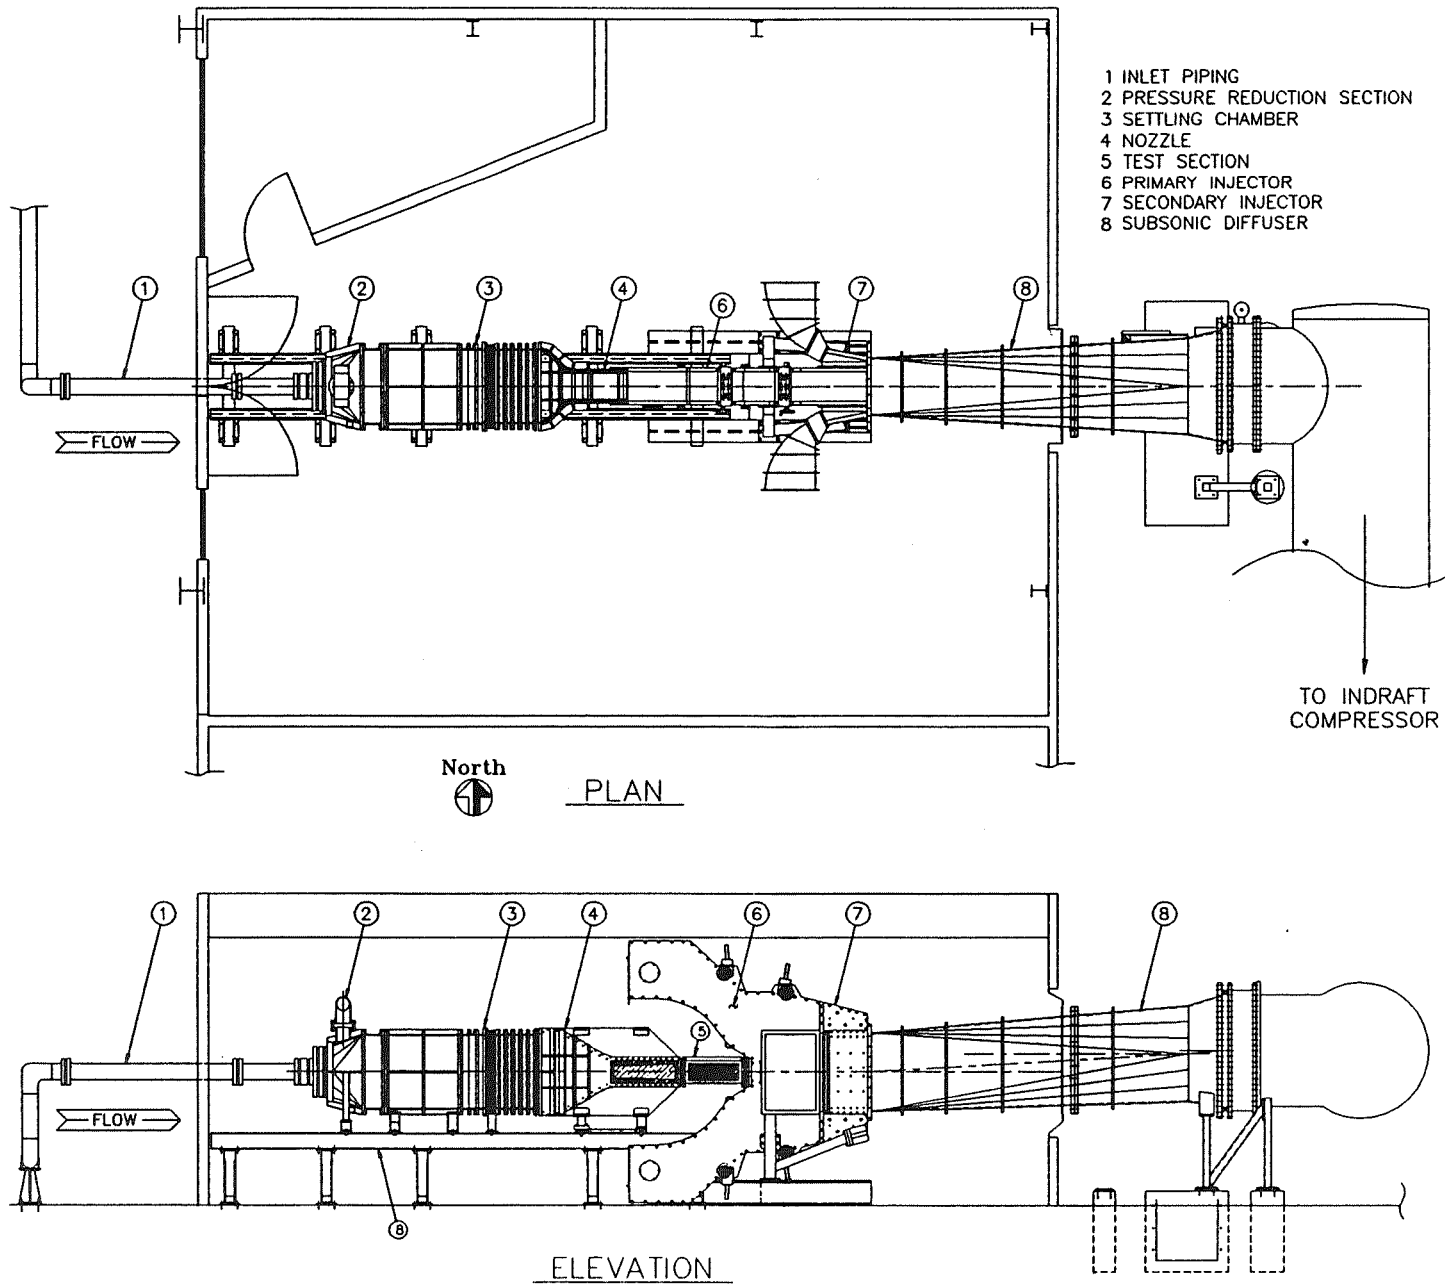 1 INLET PIPING
2 PRESSURE REDUCTION SECTION
3 SETTLING CHAMBER
4 NOZZLE
5 TEST SECTION
6 PRIMARY INJECTOR
7 SECONDARY INJECTOR
8 SUBSONIC DIFFUSER
1
2
3
4
6
7
8
FLOW
TO INDRAFT
COMPRESSOR
North
PLAN
1
2
3
4
6
7
8
5
FLOW
8
ELEVATION